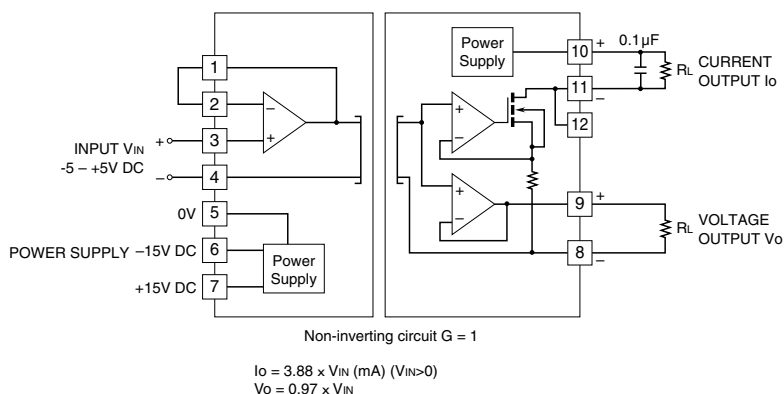 1
2
3
4
5
6
7
INPUT VIN
-5 – +5V DC
+
–
0V
POWER SUPPLY –15V DC
+15V DC
–
+
Power
Supply
Power
Supply
+
–
+
–
10
11
12
9
8
+
–
0.1µF
RL
CURRENT
OUTPUT Io
+
–
RL
VOLTAGE
OUTPUT Vo
Non-inverting circuit G = 1
Io = 3.88 x VIN (mA) (VIN>0)
Vo = 0.97 x VIN